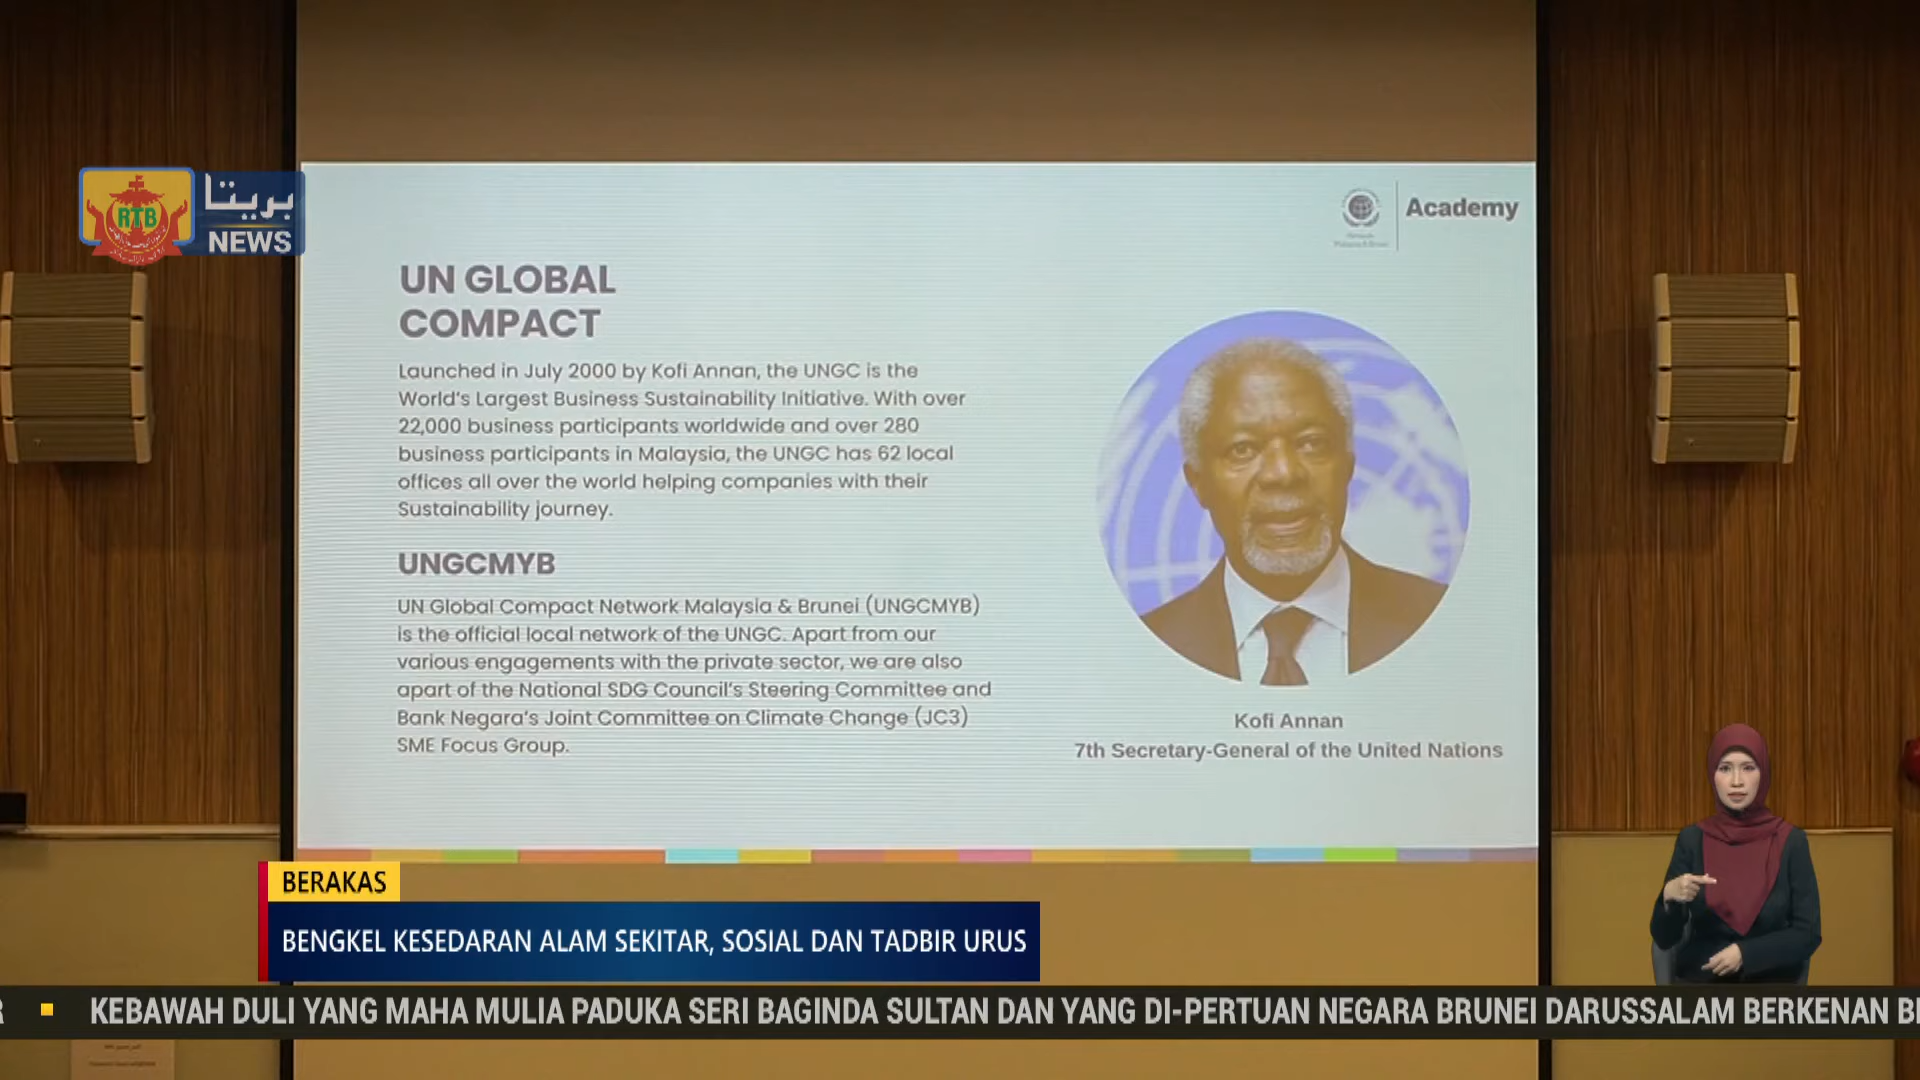 RTB
بريتا
NEWS
Academy
UN GLOBAL
COMPACT
Launched in July 2000 by Kofi Annan, the UNGC is the
World's Largest Business Sustainability Initiative. With over
22,000 business participants worldwide and over 280
business participants in Malaysia, the UNGC has 62 local
offices all over the world helping companies with their
Sustainability journey.
UNGCMYB
UN Global Compact Network Malaysia & Brunei (UNGCMYB)
is the official local network of the UNGC. Apart from our
various engagements with the private sector, we are also
apart of the National SDG Council's Steering Committee and
Bank Negara's Joint Committee on Climate Change (JC3)
SME Focus Group.
Kofi Annan
7th Secretary-General of the United Nations
BERAKAS
BENGKEL KESEDARAN ALAM SEKITAR, SOSIAL DAN TADBIR URUS
KEBAWAH DULI YANG MAHA MULIA PADUKA SERI BAGINDA SULTAN DAN YANG DI-PERTUAN NEGARA BRUNEI DARUSSALAM BERKENAN